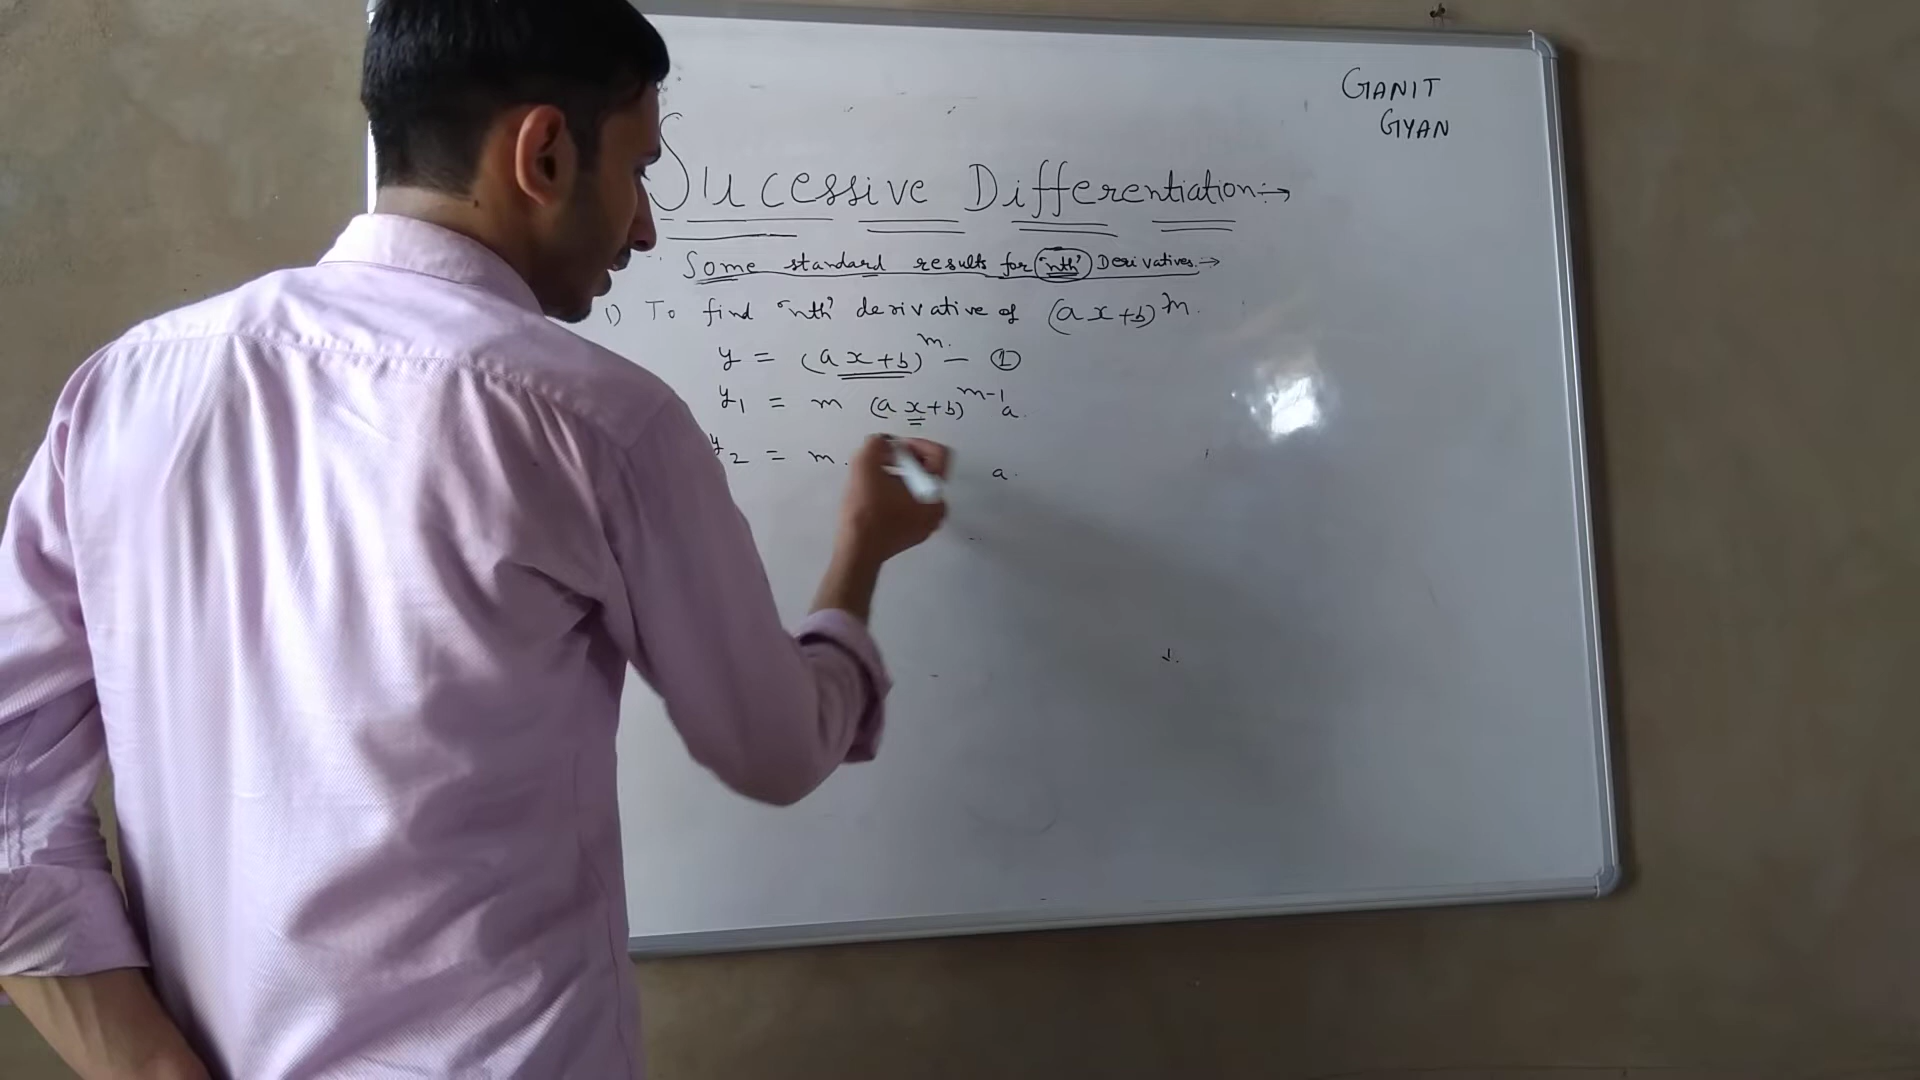 GANIT
GYAN
Successive Differentiation:→
Some standard results for 'nth' Derivatives.→
1) To find 'nth' derivative of (ax+b)^m.
y = (ax+b)^m. — ①
y₁ = m (ax+b)^m-1 a.
y₂ = m. a.